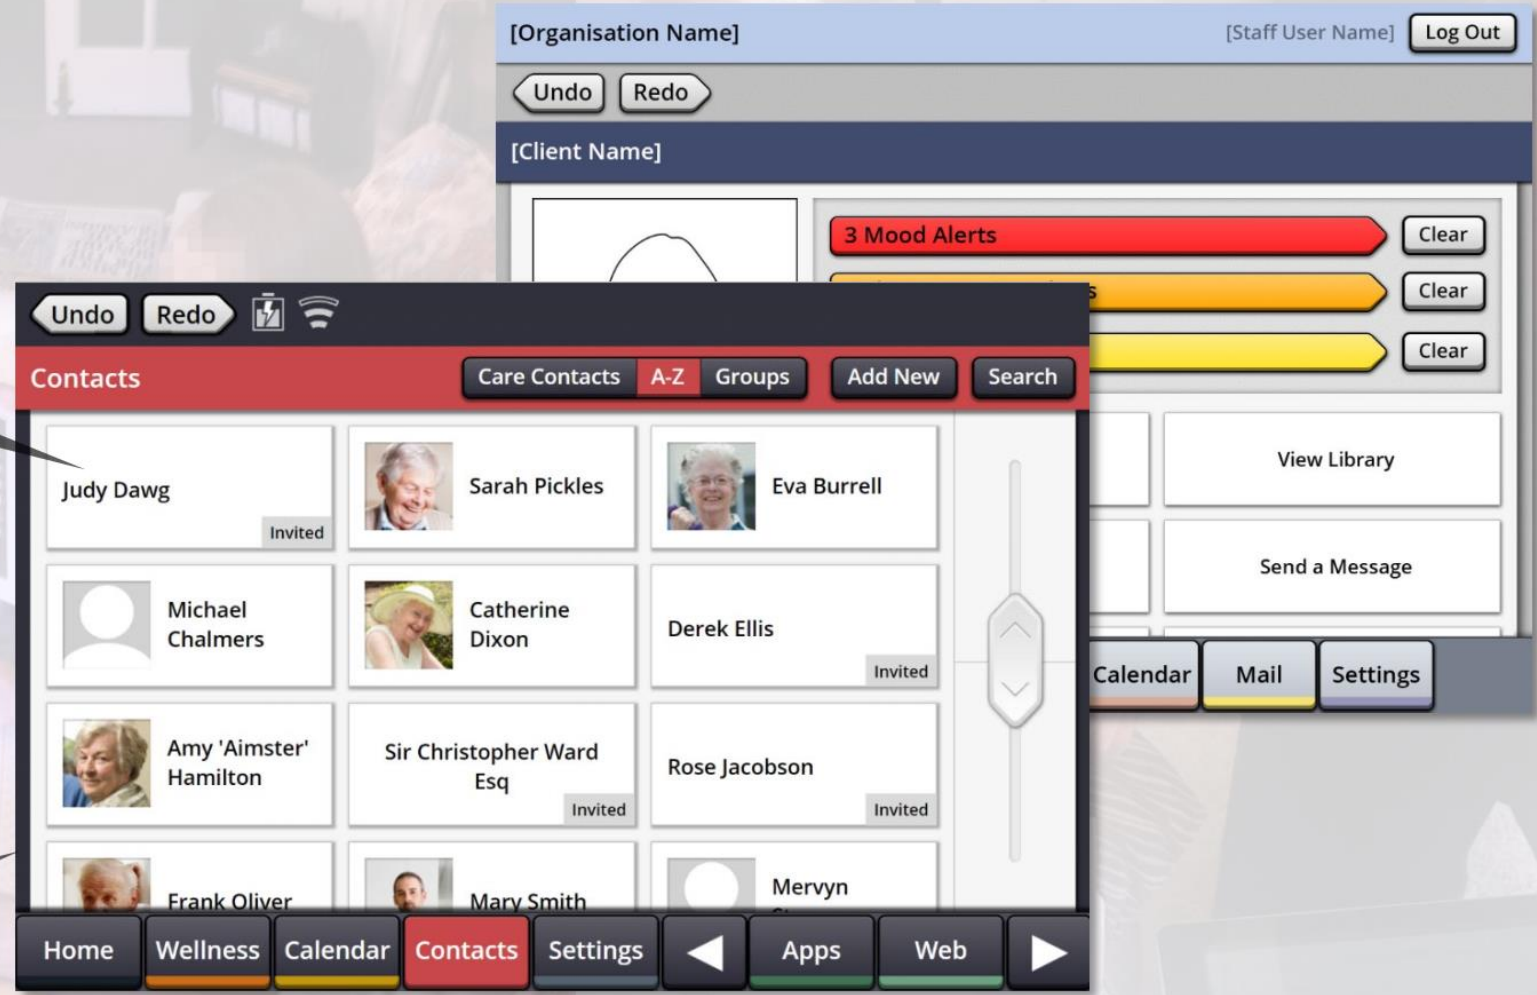 [Organisation Name]
[Staff User Name]
Log Out
Undo
Redo
[Client Name]
3 Mood Alerts
Clear
Clear
Clear
View Library
Send a Message
Calendar
Mail
Settings
Undo
Redo
Contacts
Care Contacts
A-Z
Groups
Add New
Search
Judy Dawg
Invited
Sarah Pickles
Eva Burrell
Michael
Chalmers
Catherine
Dixon
Derek Ellis
Invited
Amy 'Aimster'
Hamilton
Sir Christopher Ward
Esq
Invited
Rose Jacobson
Invited
Frank Oliver
Mary Smith
Mervyn
Home
Wellness
Calendar
Contacts
Settings
Apps
Web